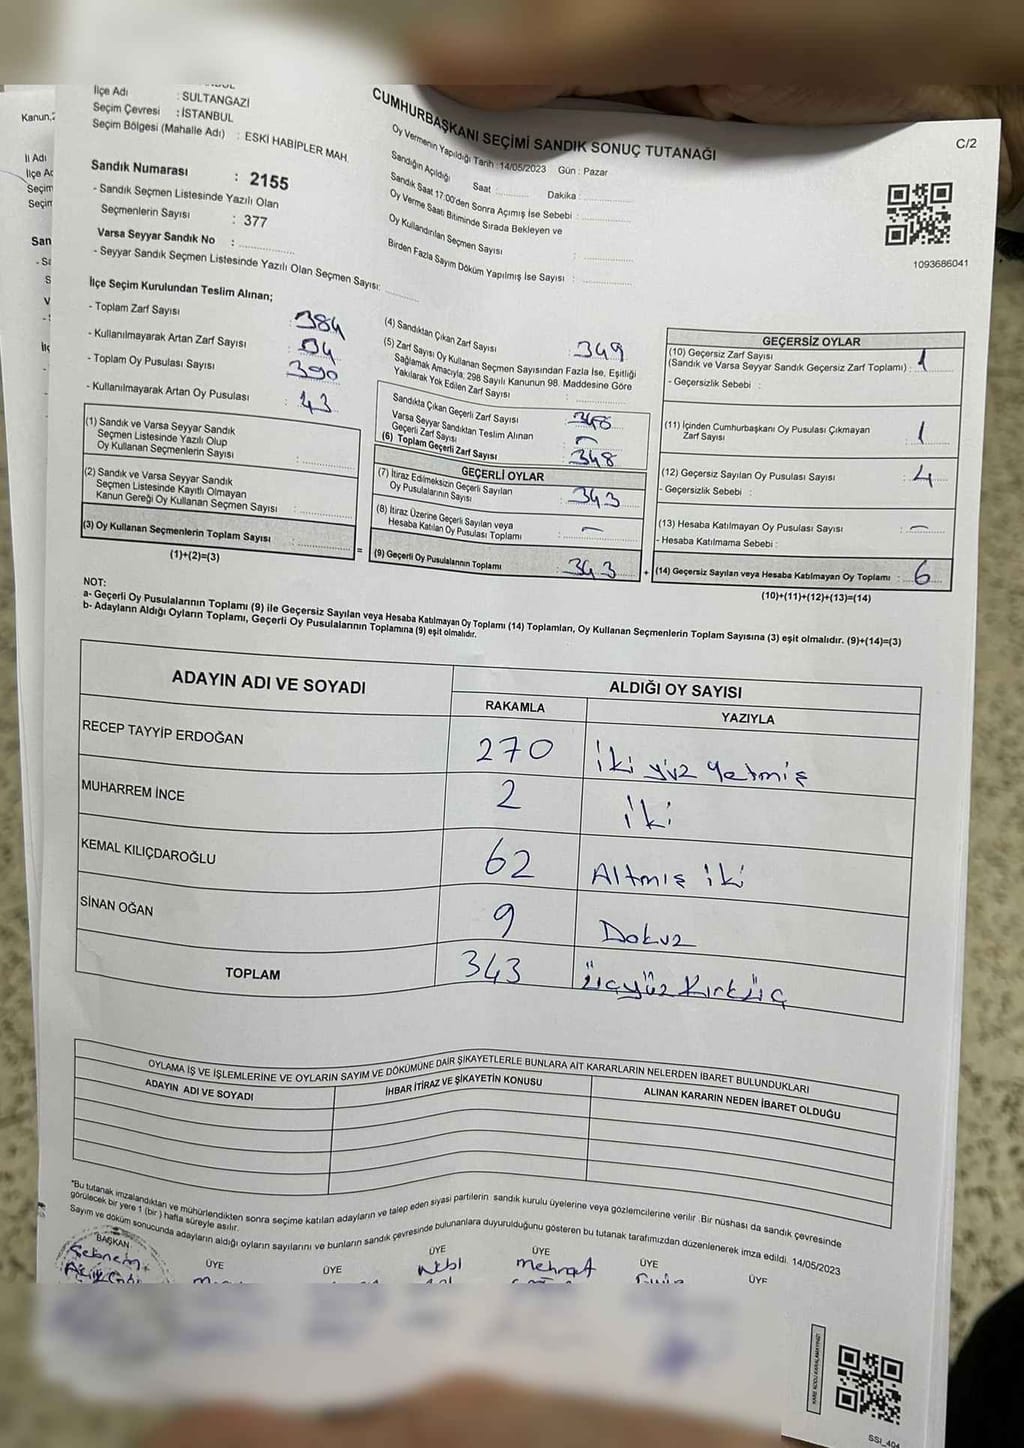 Kanun,2
İl Adı
İlçe Ad
Seçim
Seçim
San
İlçe Adı : SULTANGAZİ
Seçim Çevresi : İSTANBUL
Seçim Bölgesi (Mahalle Adı) : ESKİ HABİPLER MAH.
Sandık Numarası : 2155
- Sandık Seçmen Listesinde Yazılı Olan
Seçmenlerin Sayısı : 377
Varsa Seyyar Sandık No :
- Seyyar Sandık Seçmen Listesinde Yazılı Olan Seçmen Sayısı:
CUMHURBAŞKANI SEÇİMİ SANDIK SONUÇ TUTANAĞI
C/2
Oy Vermenin Yapıldığı Tarih : 14/05/2023 Gün : Pazar
Sandığın Açıldığı Saat : Dakika :
Sandık Saat 17:00'den Sonra Açımış İse Sebebi :
Oy Verme Saati Bitiminde Sırada Bekleyen ve
Oy Kullandırılan Seçmen Sayısı :
Birden Fazla Sayım Döküm Yapılmış İse Sayısı :
1093686041
İlçe Seçim Kurulundan Teslim Alınan;
- Toplam Zarf Sayısı : 384
- Kullanılmayarak Artan Zarf Sayısı : 04
- Toplam Oy Pusulası Sayısı : 390
- Kullanılmayarak Artan Oy Pusulası : 43
(1) Sandık ve Varsa Seyyar Sandık
Seçmen Listesinde Yazılı Olup
Oy Kullanan Seçmenlerin Sayısı :
(2) Sandık ve Varsa Seyyar Sandık
Seçmen Listesinde Kayıtlı Olmayan
Kanun Gereği Oy Kullanan Seçmen Sayısı :
(3) Oy Kullanan Seçmenlerin Toplam Sayısı :
(1)+(2)=(3)
=
(4) Sandıktan Çıkan Zarf Sayısı : 349
(5) Zarf Sayısı Oy Kullanan Seçmen Sayısından Fazla İse, Eşitliği
Sağlamak Amacıyla; 298 Sayılı Kanunun 98. Maddesine Göre
Yakılarak Yok Edilen Zarf Sayısı :
Sandıkta Çıkan Geçerli Zarf Sayısı : 348
Varsa Seyyar Sandıktan Teslim Alınan
Geçerli Zarf Sayısı : -
(6) Toplam Geçerli Zarf Sayısı : 348
GEÇERLİ OYLAR
(7) İtiraz Edilmeksizin Geçerli Sayılan
Oy Pusulalarının Sayısı : 343
(8) İtiraz Üzerine Geçerli Sayılan veya
Hesaba Katılan Oy Pusulası Toplamı : -
(9) Geçerli Oy Pusulalarının Toplamı : 343
+
GEÇERSİZ OYLAR
(10) Geçersiz Zarf Sayısı
(Sandık ve Varsa Seyyar Sandık Geçersiz Zarf Toplamı) : 1
- Geçersizlik Sebebi :
(11) İçinden Cumhurbaşkanı Oy Pusulası Çıkmayan
Zarf Sayısı : 1
(12) Geçersiz Sayılan Oy Pusulası Sayısı : 4
- Geçersizlik Sebebi :
(13) Hesaba Katılmayan Oy Pusulası Sayısı : -
- Hesaba Katılmama Sebebi :
(14) Geçersiz Sayılan veya Hesaba Katılmayan Oy Toplamı : 6
(10)+(11)+(12)+(13)=(14)
NOT:
a- Geçerli Oy Pusulalarının Toplamı (9) ile Geçersiz Sayılan veya Hesaba Katılmayan Oy Toplamı (14) Toplamları, Oy Kullanan Seçmenlerin Toplam Sayısına (3) eşit olmalıdır. (9)+(14)=(3)
b- Adayların Aldığı Oyların Toplamı, Geçerli Oy Pusulalarının Toplamına (9) eşit olmalıdır.
ADAYIN ADI VE SOYADI
ALDIĞI OY SAYISI
RAKAMLA YAZIYLA
RECEP TAYYİP ERDOĞAN 270 iki yüz yetmiş
MUHARREM İNCE 2 iki
KEMAL KILIÇDAROĞLU 62 Altmış iki
SİNAN OĞAN 9 Dokuz
TOPLAM 343 üçyüz Kırküç
OYLAMA İŞ VE İŞLEMLERİNE VE OYLARIN SAYIM VE DÖKÜMÜNE DAİR ŞİKAYETLERLE BUNLARA AİT KARARLARIN NELERDEN İBARET BULUNDUKLARI
ADAYIN ADI VE SOYADI İHBAR İTİRAZ VE ŞİKAYETİN KONUSU ALINAN KARARIN NEDEN İBARET OLDUĞU
"Bu tutanak imzalandıktan ve mühürlendikten sonra seçime katılan adayların ve talep eden siyasi partilerin sandık kurulu üyelerine veya gözlemcilerine verilir. Bir nüshası da sandık çevresinde
görülecek bir yere 1 (bir) hafta süreyle asılır.
Sayım ve döküm sonucunda adayların aldığı oyların sayılarını ve bunların sandık çevresinde bulunanlara duyurulduğunu gösteren bu tutanak tarafımızdan düzenlenerek imza edildi. 14/05/2023
BAŞKAN ÜYE ÜYE ÜYE ÜYE ÜYE ÜYE
Şebnem
Mehmet